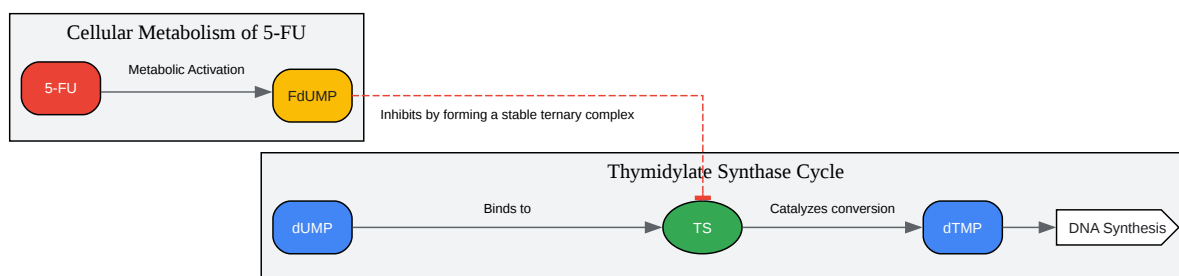 Cellular Metabolism of 5-FU
5-FU
Metabolic Activation
FdUMP
Inhibits by forming a stable ternary complex
Thymidylate Synthase Cycle
dUMP
Binds to
TS
Catalyzes conversion
dTMP
DNA Synthesis